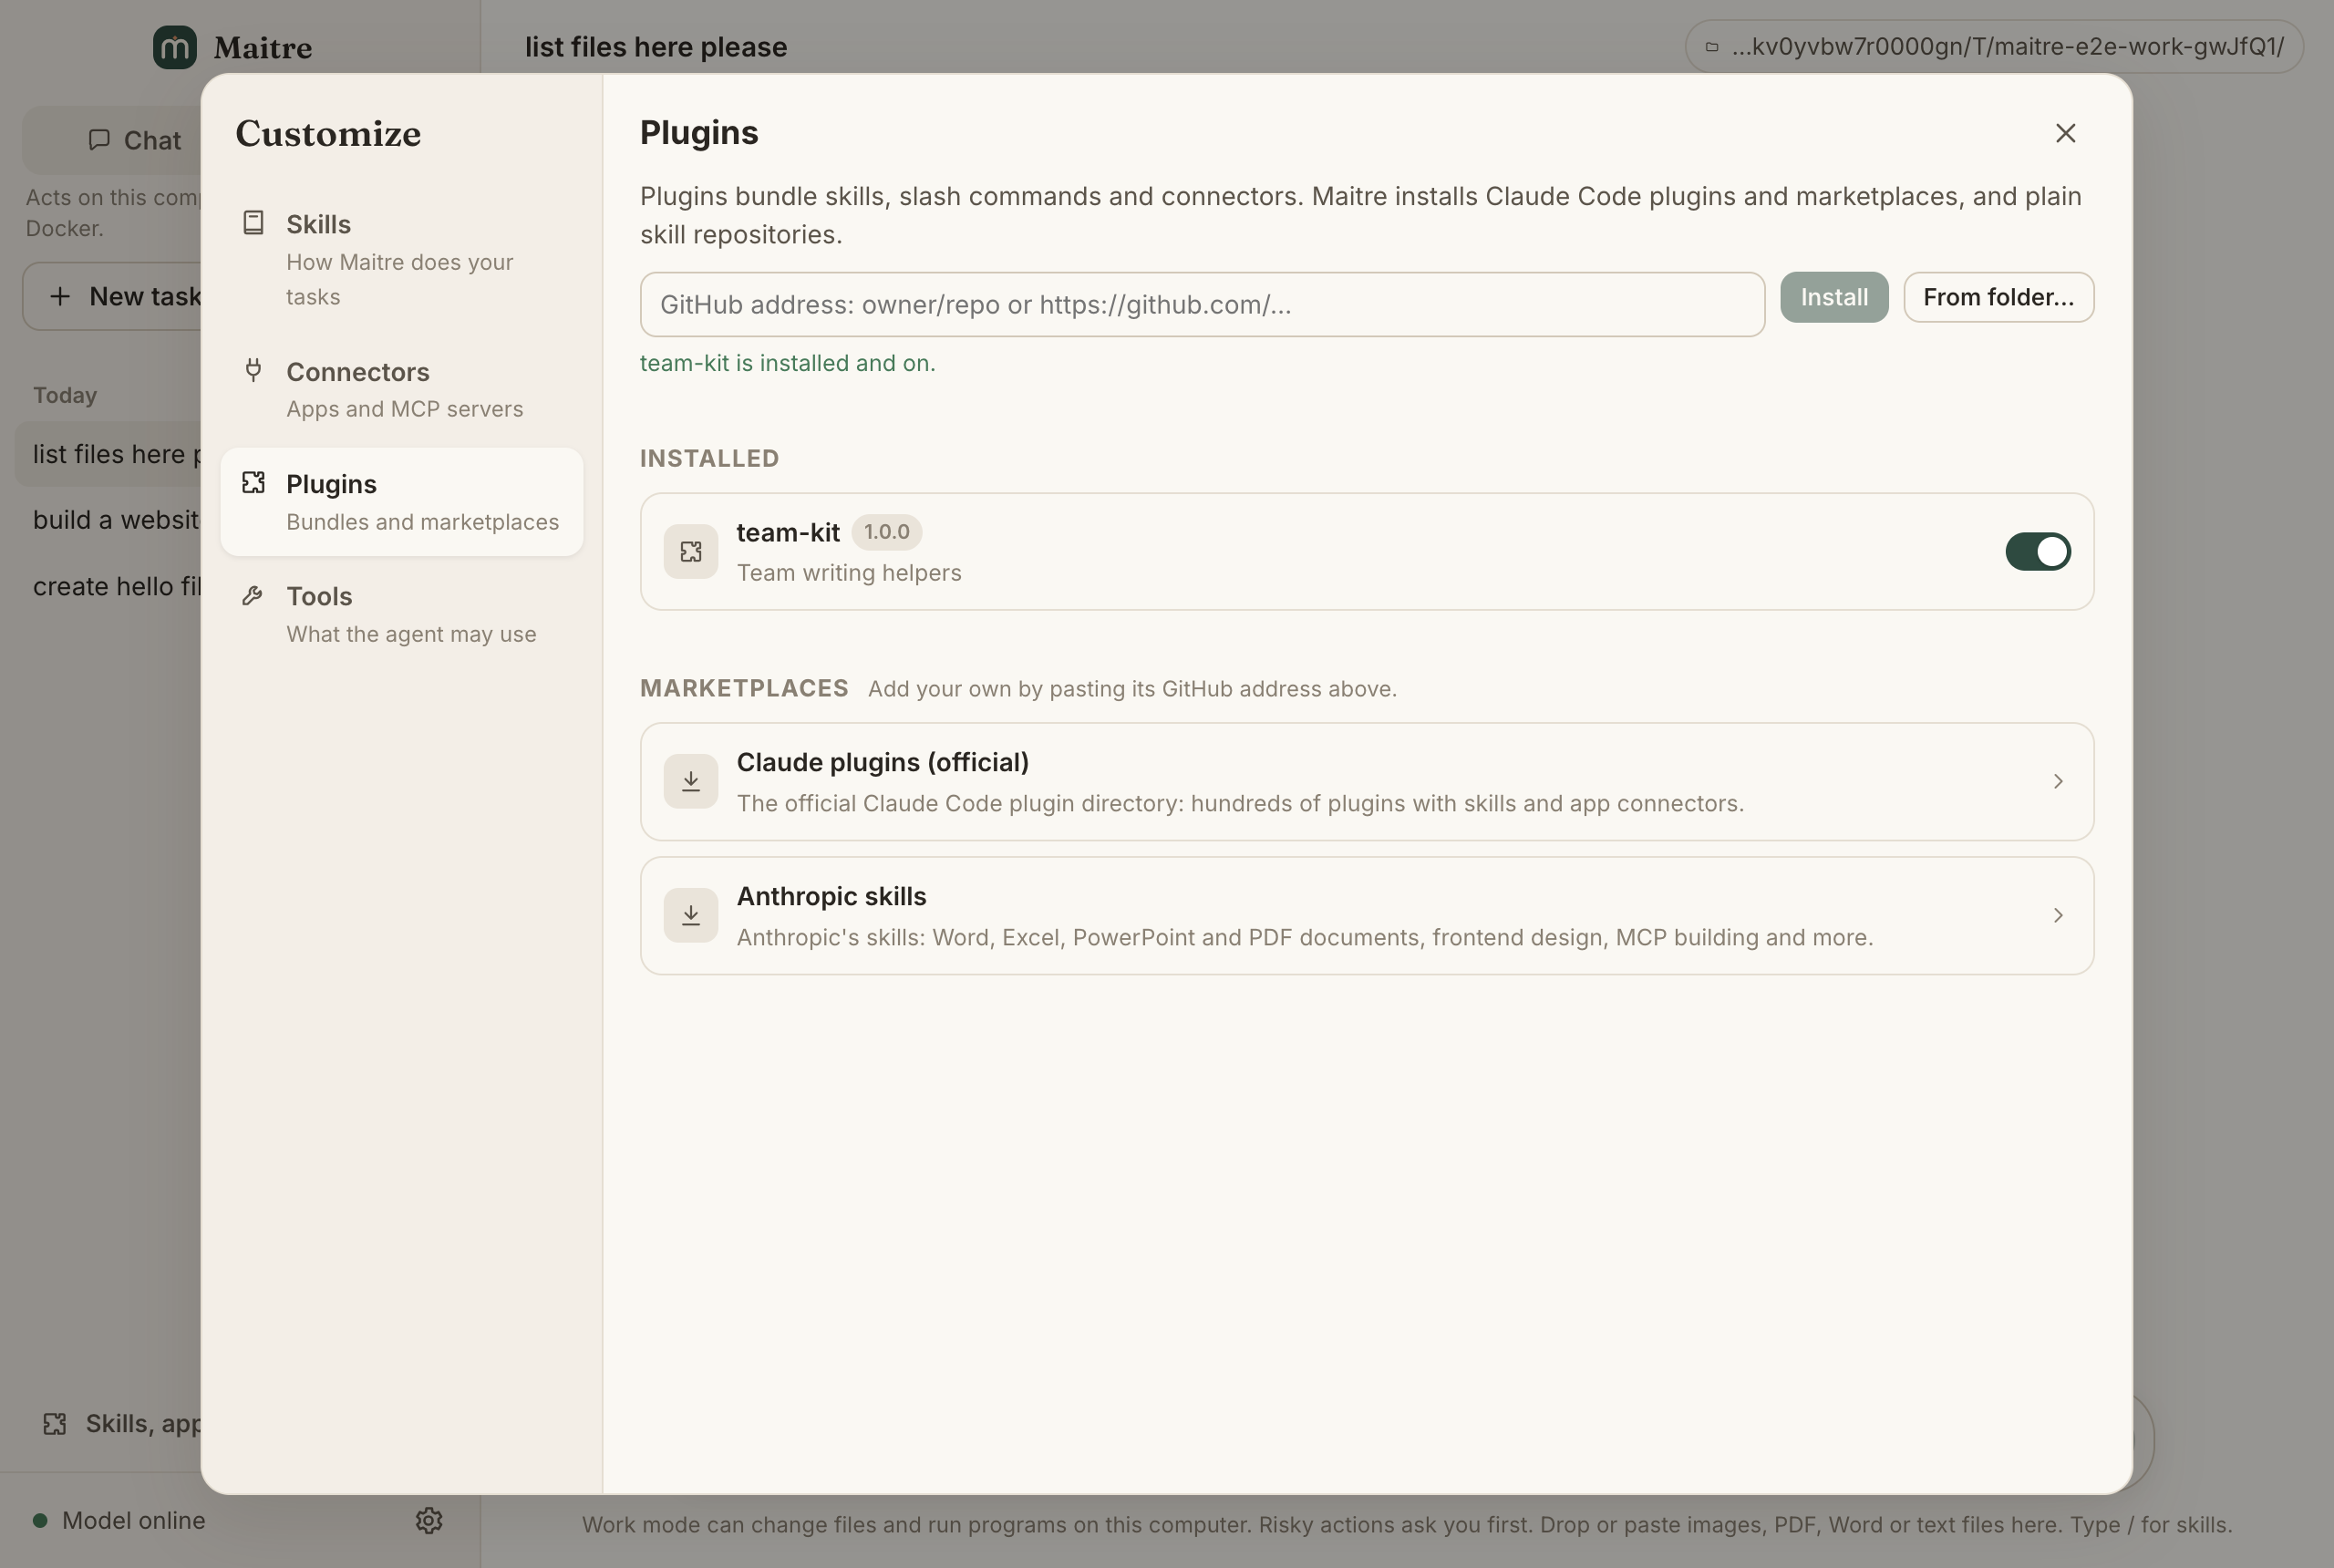 Maitre
list files here please
...kv0yvbw7r0000gn/T/maitre-e2e-work-gwJfQ1/
Chat
Acts on this
Docker.
New task
Today
list files here
build a
create hello
Skills,
Model online
Customize
Skills
How Maitre does your
tasks
Connectors
Apps and MCP servers
Plugins
Bundles and marketplaces
Tools
What the agent may use
Plugins
Plugins bundle skills, slash commands and connectors. Maitre installs Claude Code plugins and marketplaces, and plain
skill repositories.
GitHub address: owner/repo or https://github.com/...
Install
From folder...
team-kit is installed and on.
INSTALLED
team-kit 1.0.0
Team writing helpers
MARKETPLACES Add your own by pasting its GitHub address above.
Claude plugins (official)
The official Claude Code plugin directory: hundreds of plugins with skills and app connectors.
Anthropic skills
Anthropic's skills: Word, Excel, PowerPoint and PDF documents, frontend design, MCP building and more.
Work mode can change files and run programs on this computer. Risky actions ask you first. Drop or paste images, PDF, Word or text files here. Type / for skills.